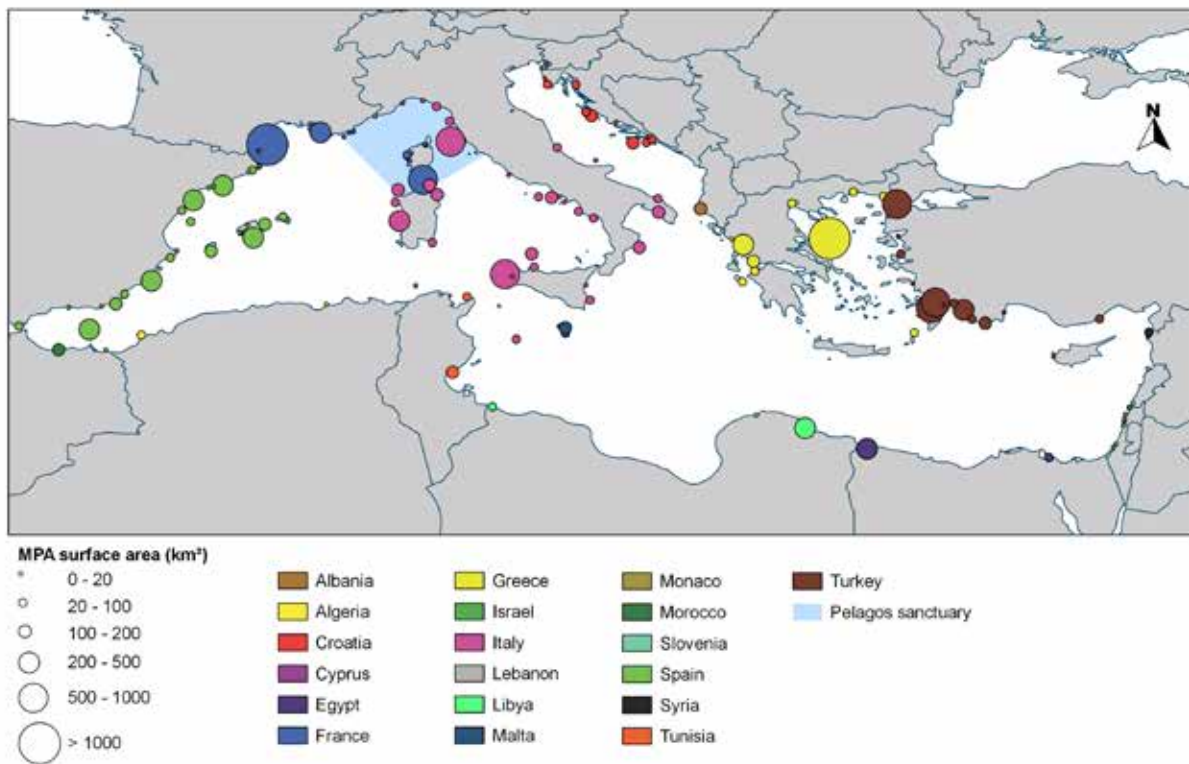 N
MPA surface area (km²)
0 - 20
20 - 100
100 - 200
200 - 500
500 - 1000
> 1000
Albania
Algeria
Croatia
Cyprus
Egypt
France
Greece
Israel
Italy
Lebanon
Libya
Malta
Monaco
Morocco
Slovenia
Spain
Syria
Tunisia
Turkey
Pelagos sanctuary